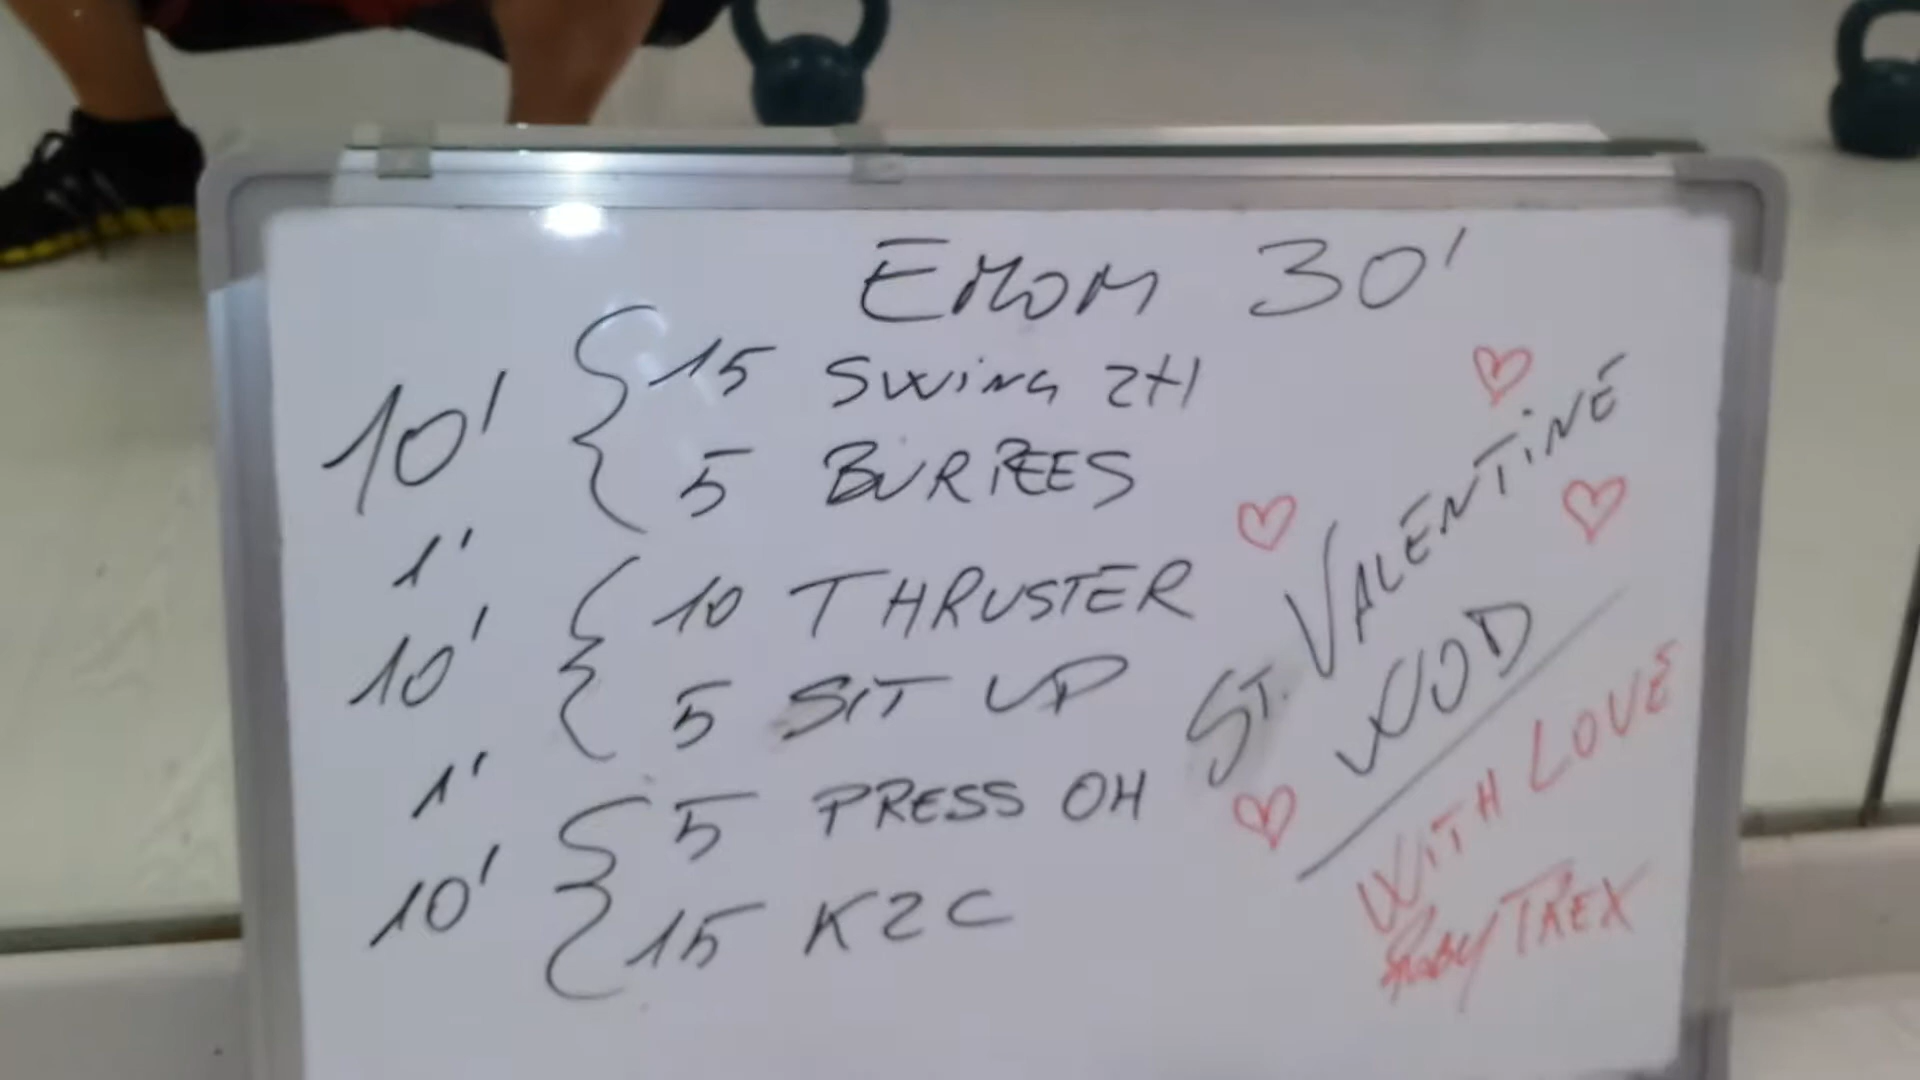 EMOM 30'
10' { 15 SWING 2H
5 BURPEES
1'
10' { 10 THRUSTER
5 SIT UP
1'
10' { 5 PRESS OH
15 K2C
ST. VALENTINE
WOD
WITH LOVE
TREX